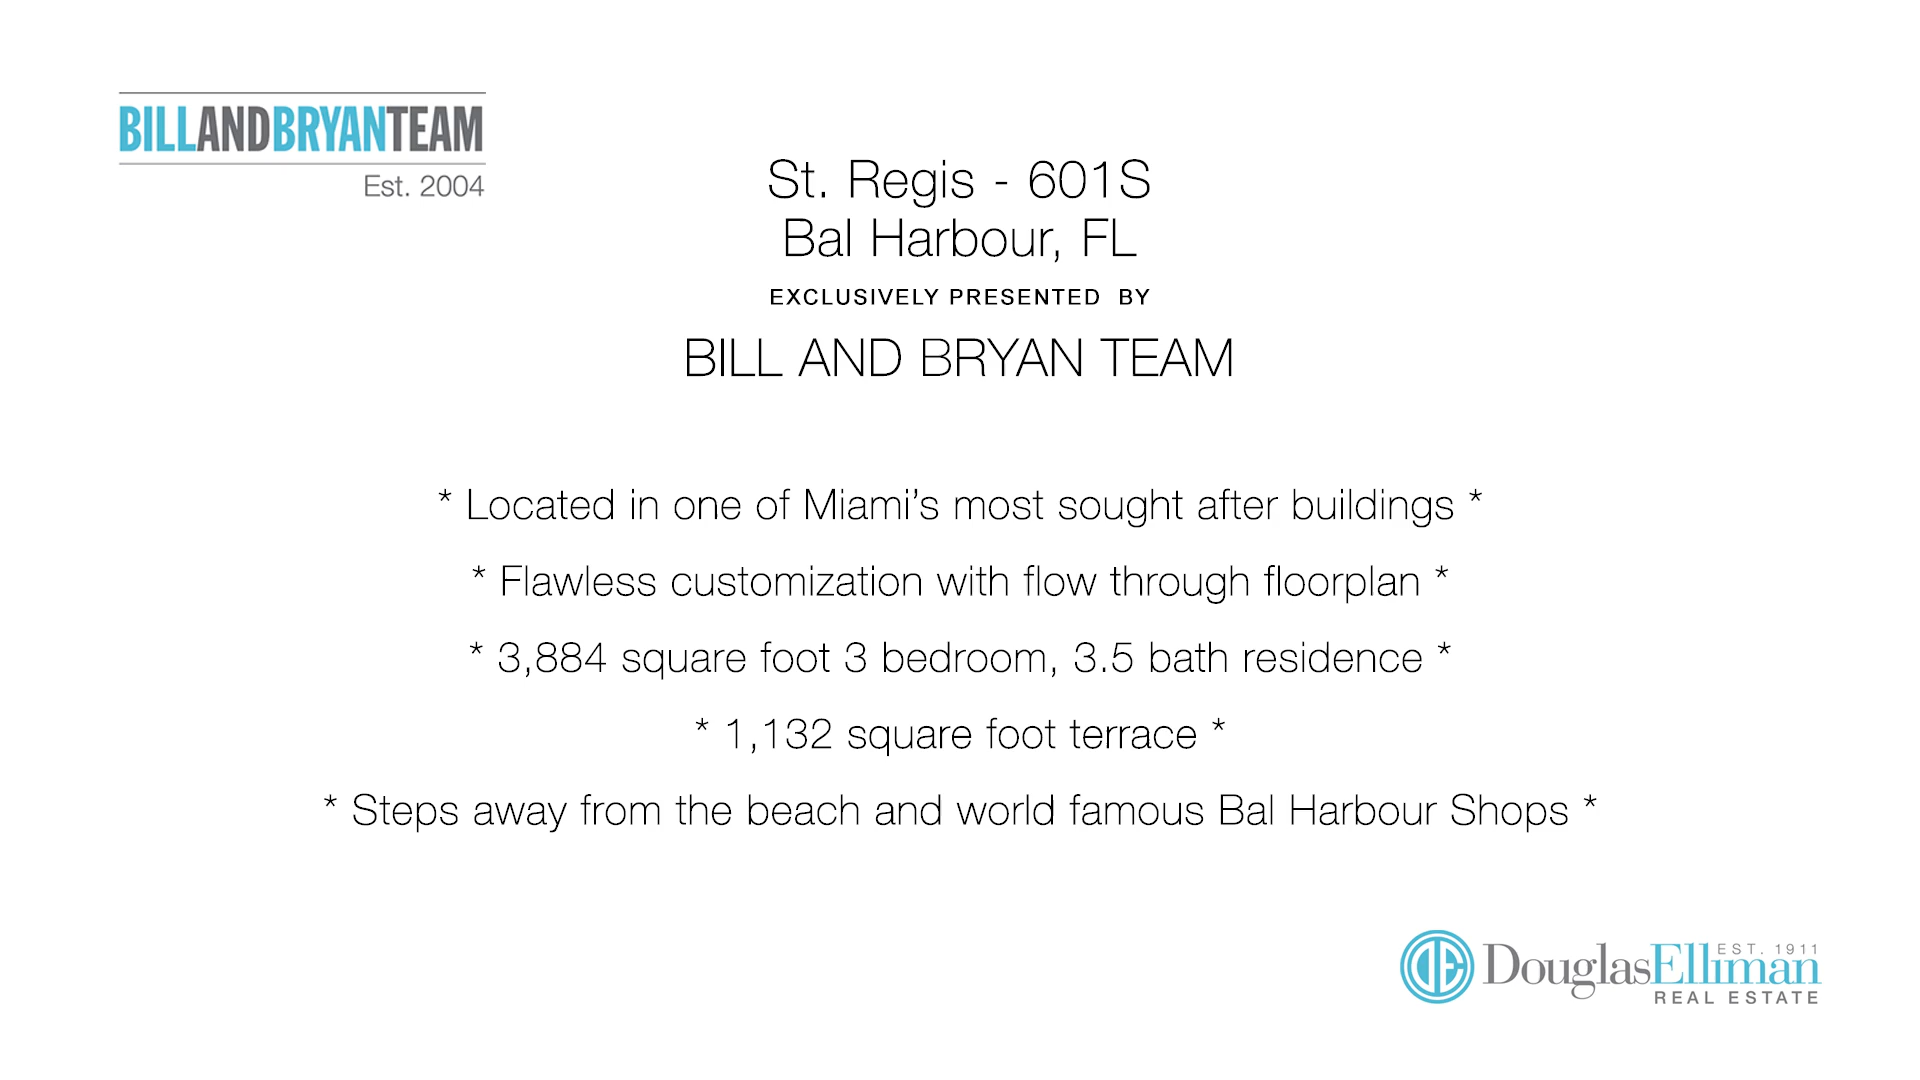 BILLANDBRYANTEAM
Est. 2004
St. Regis - 601S
Bal Harbour, FL
EXCLUSIVELY PRESENTED BY
BILL AND BRYAN TEAM
* Located in one of Miami’s most sought after buildings *
* Flawless customization with flow through floorplan *
* 3,884 square foot 3 bedroom, 3.5 bath residence *
* 1,132 square foot terrace *
* Steps away from the beach and world famous Bal Harbour Shops *
DE
EST. 1911
DouglasElliman
REAL ESTATE